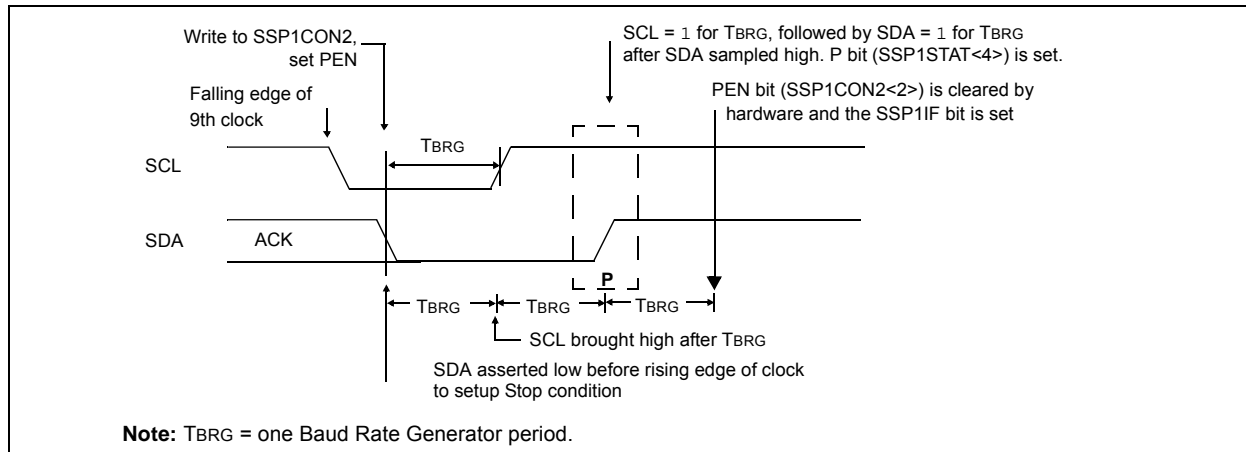 Write to SSP1CON2,
set PEN
SCL = 1 for TBRG, followed by SDA = 1 for TBRG
after SDA sampled high. P bit (SSP1STAT<4>) is set.
Falling edge of
9th clock
PEN bit (SSP1CON2<2>) is cleared by
hardware and the SSP1IF bit is set
TBRG
SCL
SDA
ACK
P
TBRG
TBRG
TBRG
SCL brought high after TBRG
SDA asserted low before rising edge of clock
to setup Stop condition
Note: TBRG = one Baud Rate Generator period.